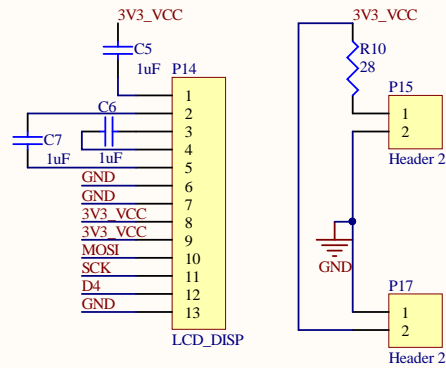 3V3_VCC
C5
1uF
P14
1
2
3
4
5
6
7
8
9
10
11
12
13
LCD_DISP
C6
1uF
C7
1uF
GND
GND
3V3_VCC
3V3_VCC
MOSI
SCK
D4
GND
3V3_VCC
R10
28
P15
1
2
Header 2
GND
P17
1
2
Header 2